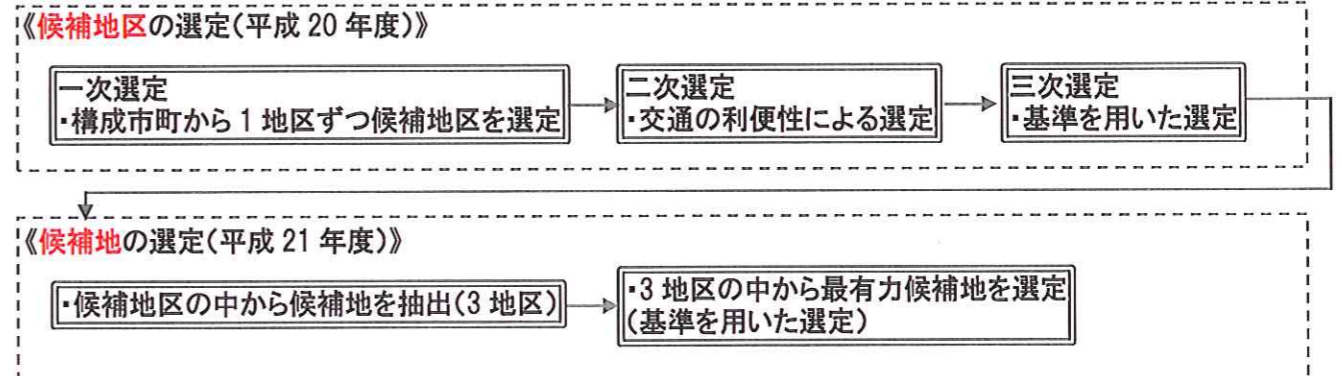 《候補地区の選定(平成 20 年度)》
一次選定
・構成市町から 1 地区ずつ候補地区を選定
二次選定
・交通の利便性による選定
三次選定
・基準を用いた選定
《候補地の選定(平成 21 年度)》
・候補地区の中から候補地を抽出(3 地区)
・3 地区の中から最有力候補地を選定
(基準を用いた選定)